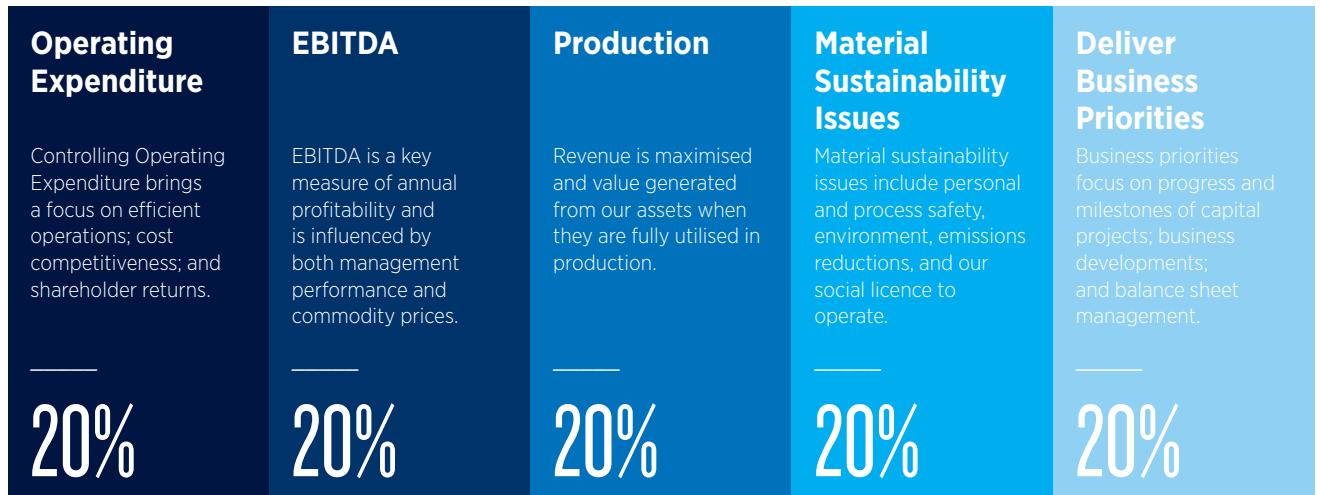 Operating
Expenditure
Controlling Operating
Expenditure brings
a focus on efficient
operations; cost
competitiveness; and
shareholder returns.
20%
EBITDA
EBITDA is a key
measure of annual
profitability and
is influenced by
both management
performance and
commodity prices.
20%
Production
Revenue is maximised
and value generated
from our assets when
they are fully utilised in
production.
20%
Material
Sustainability
Issues
Material sustainability
issues include personal
and process safety,
environment, emissions
reductions, and our
social licence to
operate.
20%
Deliver
Business
Priorities
Business priorities
focus on progress and
milestones of capital
projects; business
developments;
and balance sheet
management.
20%